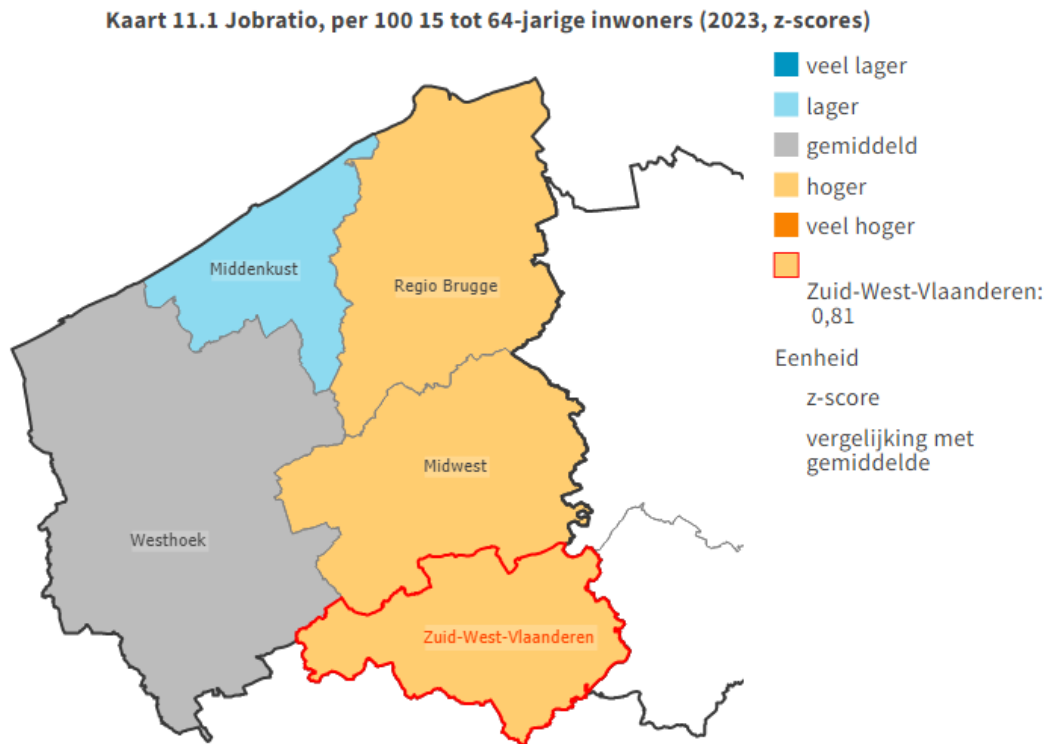 Kaart 11.1 Jobratio, per 100 15 tot 64-jarige inwoners (2023, z-scores)
veel lager
lager
gemiddeld
hoger
veel hoger
Zuid-West-Vlaanderen:
0,81
Eenheid
z-score
vergelijking met
gemiddelde
Middenkust
Regio Brugge
Midwest
Westhoek
Zuid-West-Vlaanderen